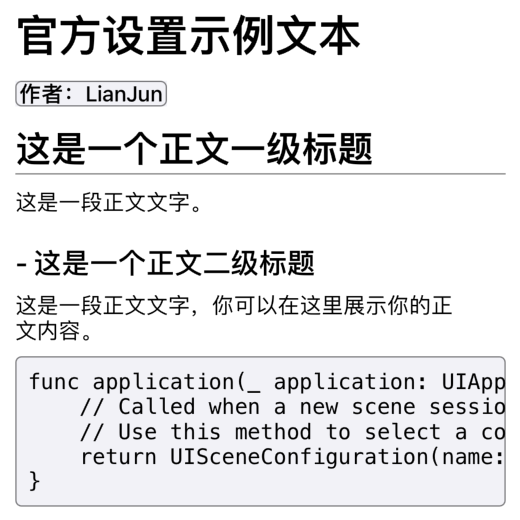 官方设置示例文本
作者：LianJun
这是一个正文一级标题
这是一段正文文字。
- 这是一个正文二级标题
这是一段正文文字，你可以在这里展示你的正
文内容。
func application(_ application: UIApp
    // Called when a new scene sessio
    // Use this method to select a co
    return UISceneConfiguration(name:
}